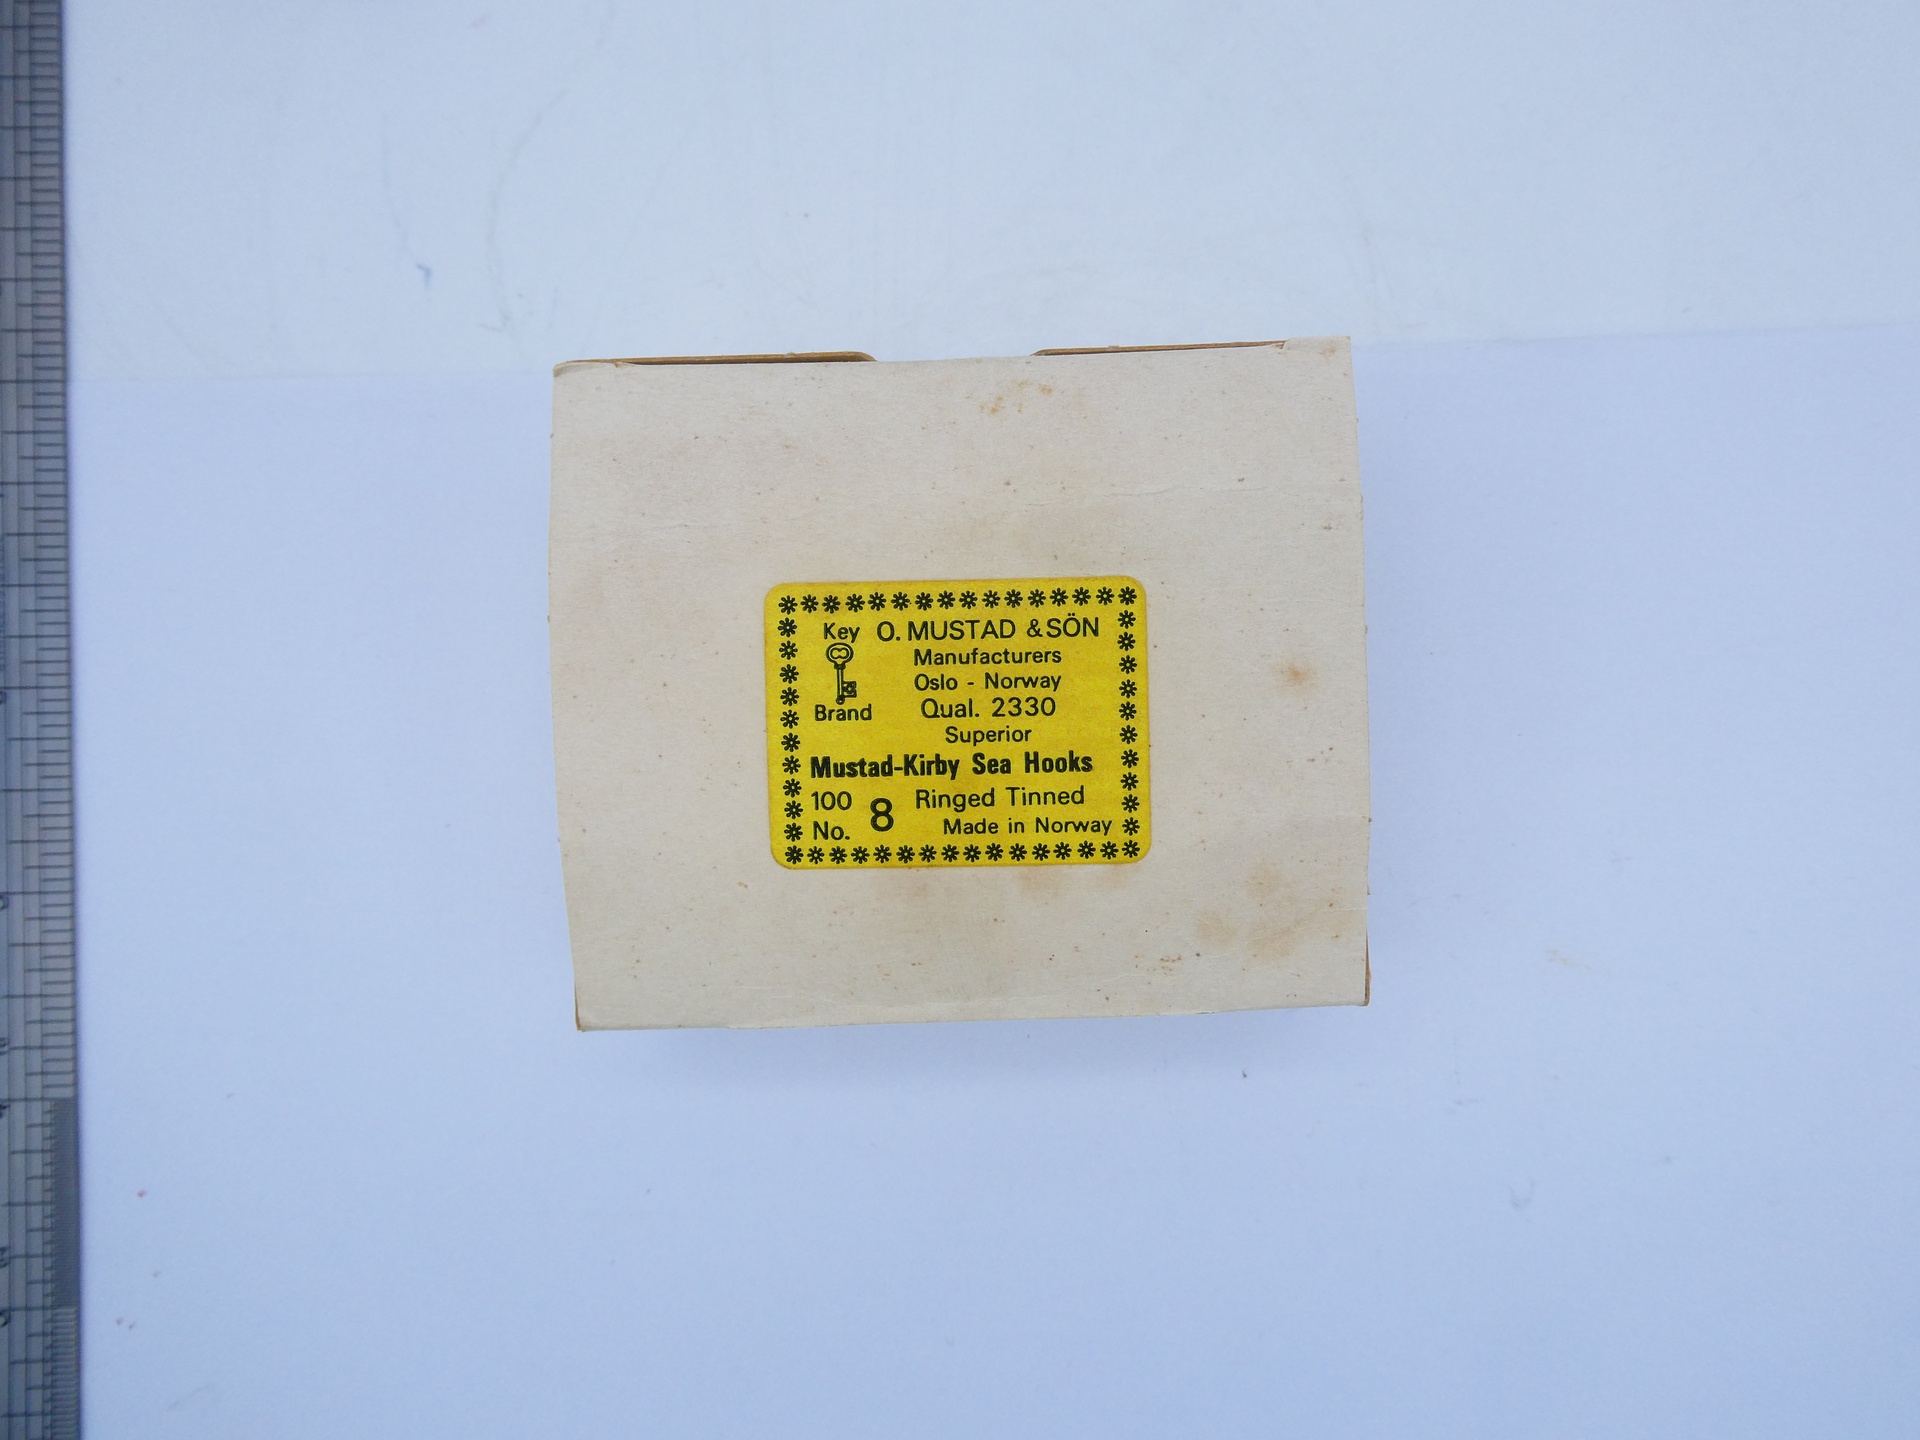 Key O. MUSTAD & SÖN
Manufacturers
Oslo - Norway
Brand Qual. 2330
Superior
Mustad-Kirby Sea Hooks
100 Ringed Tinned
No. 8 Made in Norway